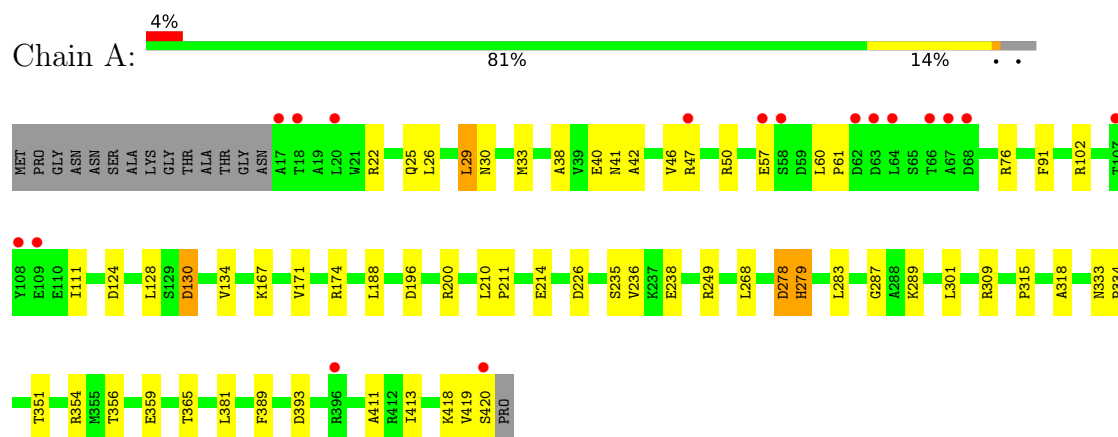 4%
Chain A:
81%
14%
MET PRO GLY ASN ASN SER ALA LYS GLY THR ALA THR GLY ASN A17 T18 A19 L20 W21 R22 Q25 L26 L29 N30 M33 A38 V39 E40 N41 A42 V46 R47 R50 E57 S58 D59 L60 P61 D62 D63 L64 S65 T66 A67 D68 R76 F91 R102 T107
Y108 E109 E110 I111 D124 L128 S129 D130 V134 K167 V171 R174 L188 D196 R200 L210 P211 E214 D226 S235 V236 K237 E238 R249 L268 D278 H279 L283 G287 A288 K289 L301 R309 P315 A318 N333
T351 R354 M355 T356 E359 T365 L381 F389 D393 R396 A411 R412 I413 K418 V419 S420 PRO